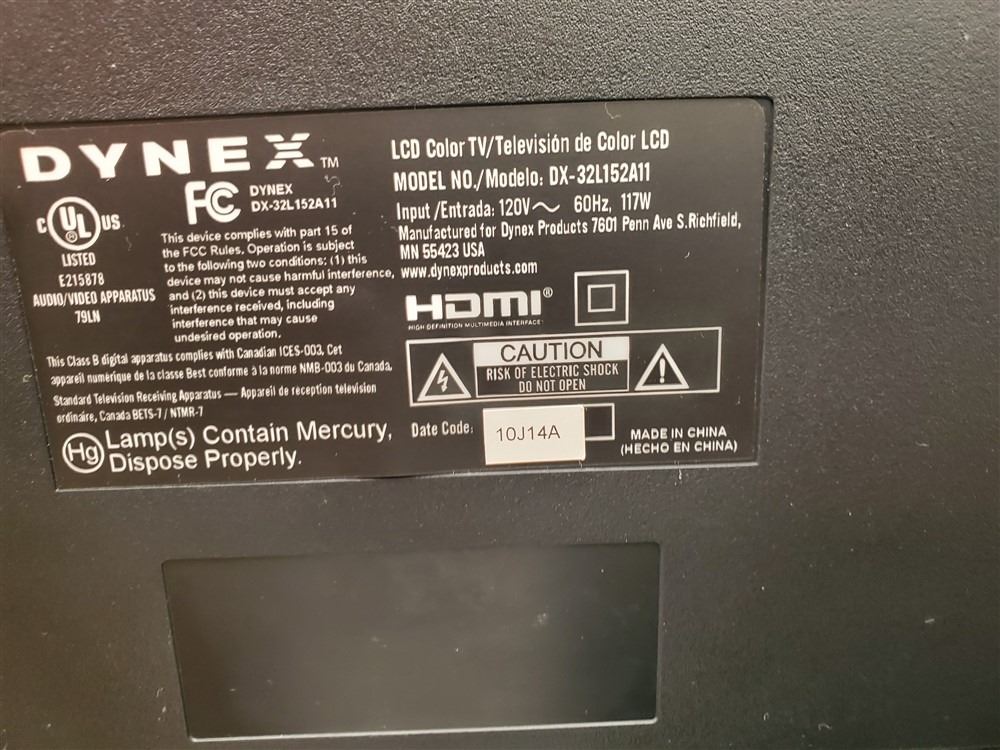 DYNEX™
FC DYNEX
DX-32L152A11
C UL® US
LISTED
E215878
AUDIO/VIDEO APPARATUS
79LN
This device complies with part 15 of
the FCC Rules. Operation is subject
to the following two conditions: (1) this
device may not cause harmful interference,
and (2) this device must accept any
interference received, including
interference that may cause
undesired operation.
This Class B digital apparatus complies with Canadian ICES-003, Cet
appareil numérique de la classe Best conforme à la norme NMB-003 du Canada.
Standard Television Receiving Apparatus — Appareil de reception télévision
ordinaire, Canada BETS-7 / NTMR-7
Hg Lamp(s) Contain Mercury,
Dispose Properly.
LCD Color TV/Televisión de Color LCD
MODEL NO./Modelo: DX-32L152A11
Input /Entrada: 120V～ 60Hz, 117W
Manufactured for Dynex Products 7601 Penn Ave S.Richfield,
MN 55423 USA
www.dynexproducts.com
HDMI®
HIGH-DEFINITION MULTIMEDIA INTERFACE
CAUTION
RISK OF ELECTRIC SHOCK
DO NOT OPEN
Date Code: 10J14A
MADE IN CHINA
(HECHO EN CHINA)